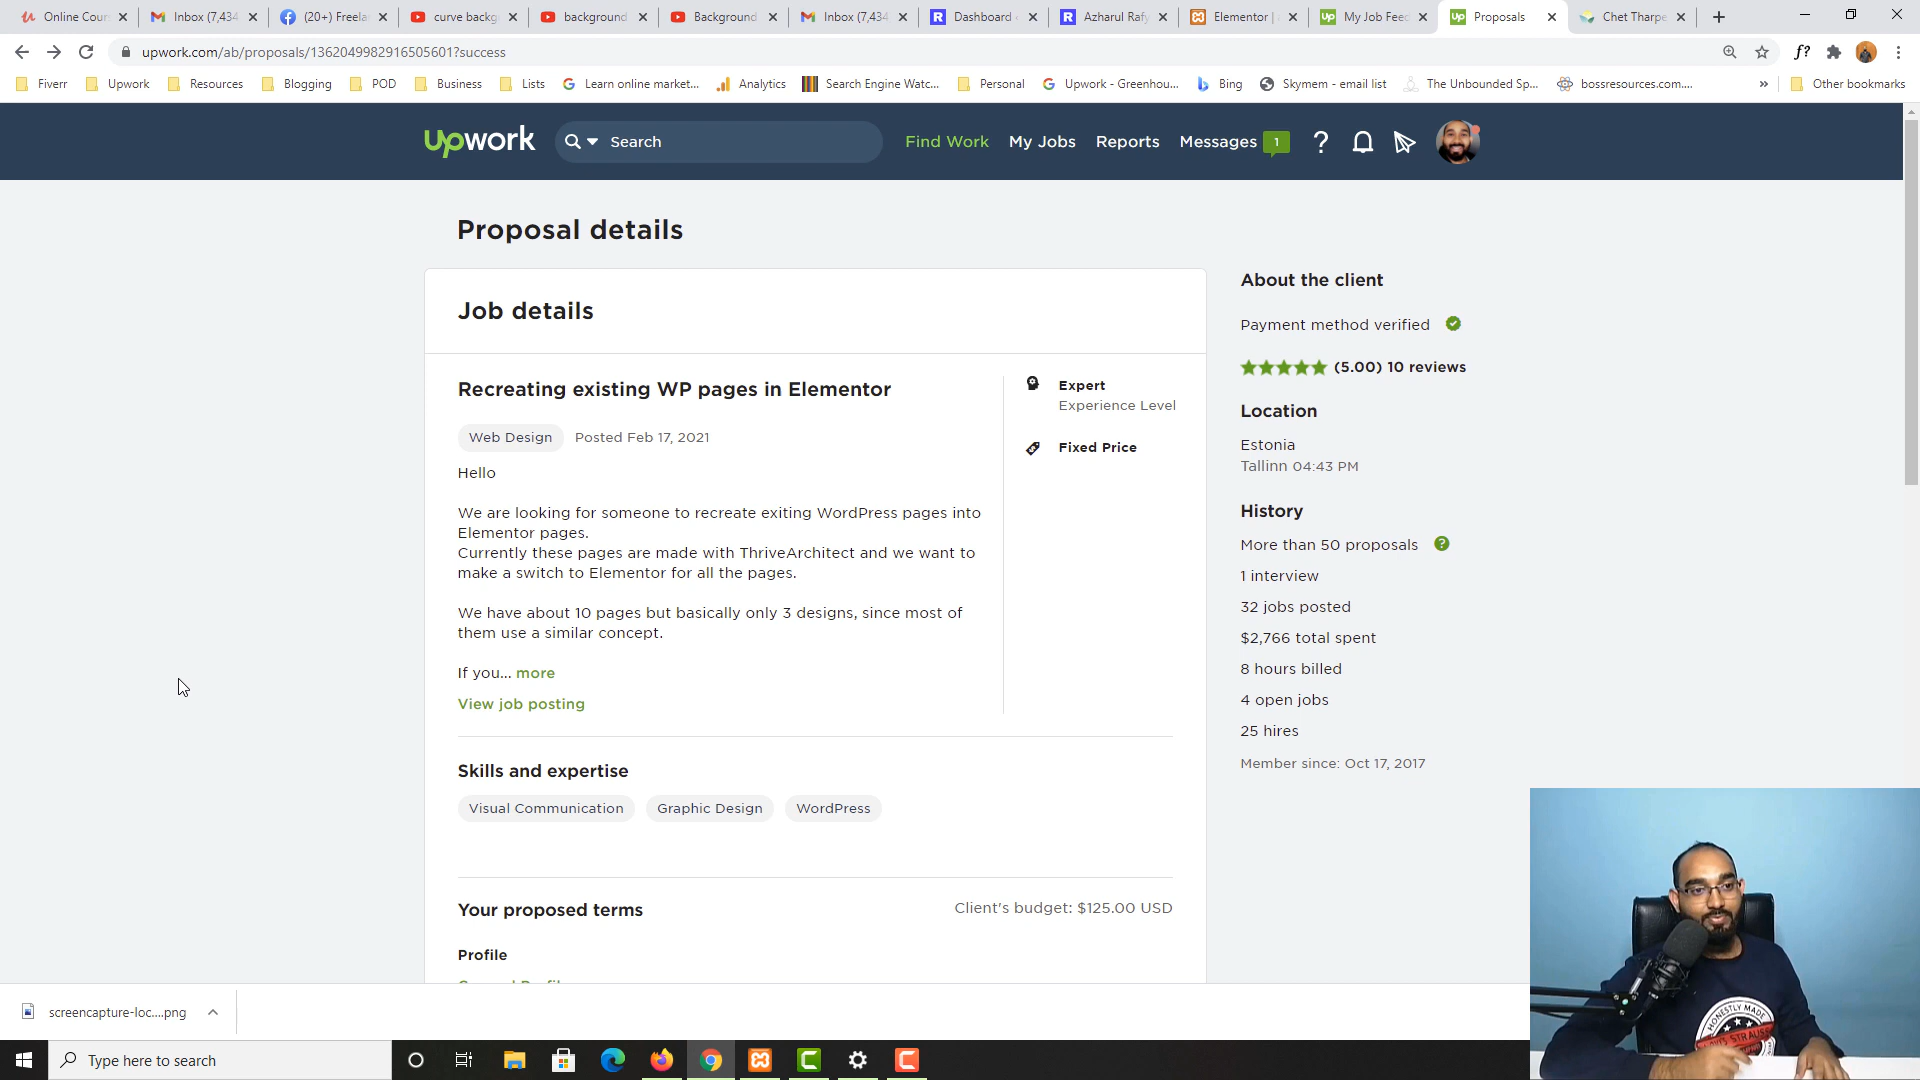 Online Cour
Inbox (7,434
(20+) Freela
curve backg
background
Background
Inbox (7,434
Dashboard
Azharul Rafy
Elementor |
My Job Feed
Proposals
Chet Tharpe
upwork.com/ab/proposals/1362049982916505601?success
f?
Fiverr
Upwork
Resources
Blogging
POD
Business
Lists
Learn online market...
Analytics
Search Engine Watc...
Personal
Upwork - Greenhou...
Bing
Skymem - email list
The Unbounded Sp...
bossresources.com....
»
Other bookmarks
upwork
Search
Find Work
My Jobs
Reports
Messages
1
?
Proposal details
Job details
Recreating existing WP pages in Elementor
Web Design
Posted Feb 17, 2021
Hello
We are looking for someone to recreate exiting WordPress pages into
Elementor pages.
Currently these pages are made with ThriveArchitect and we want to
make a switch to Elementor for all the pages.
We have about 10 pages but basically only 3 designs, since most of
them use a similar concept.
If you... more
View job posting
Expert
Experience Level
Fixed Price
Skills and expertise
Visual Communication
Graphic Design
WordPress
Your proposed terms
Client's budget: $125.00 USD
Profile
About the client
Payment method verified
(5.00) 10 reviews
Location
Estonia
Tallinn 04:43 PM
History
More than 50 proposals
1 interview
32 jobs posted
$2,766 total spent
8 hours billed
4 open jobs
25 hires
Member since: Oct 17, 2017
HONESTLY MADE
screencapture-loc....png
Type here to search